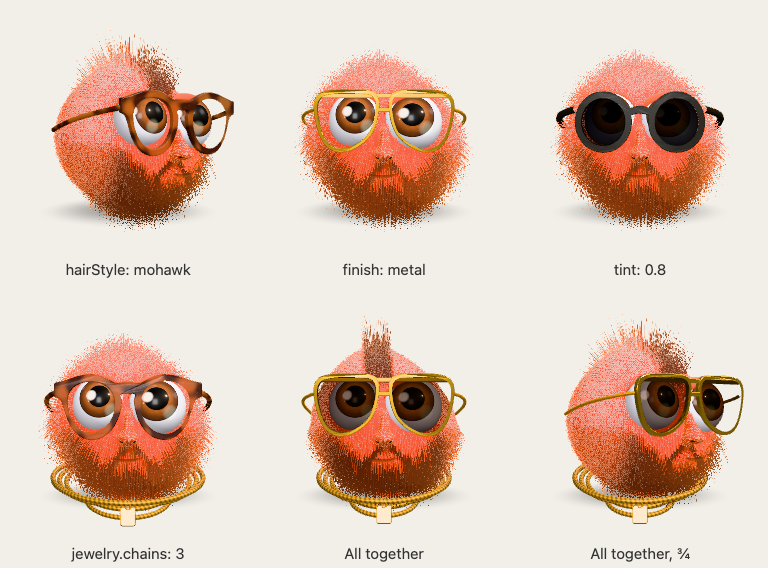 hairStyle: mohawk
finish: metal
tint: 0.8
jewelry.chains: 3
All together
All together, ¾